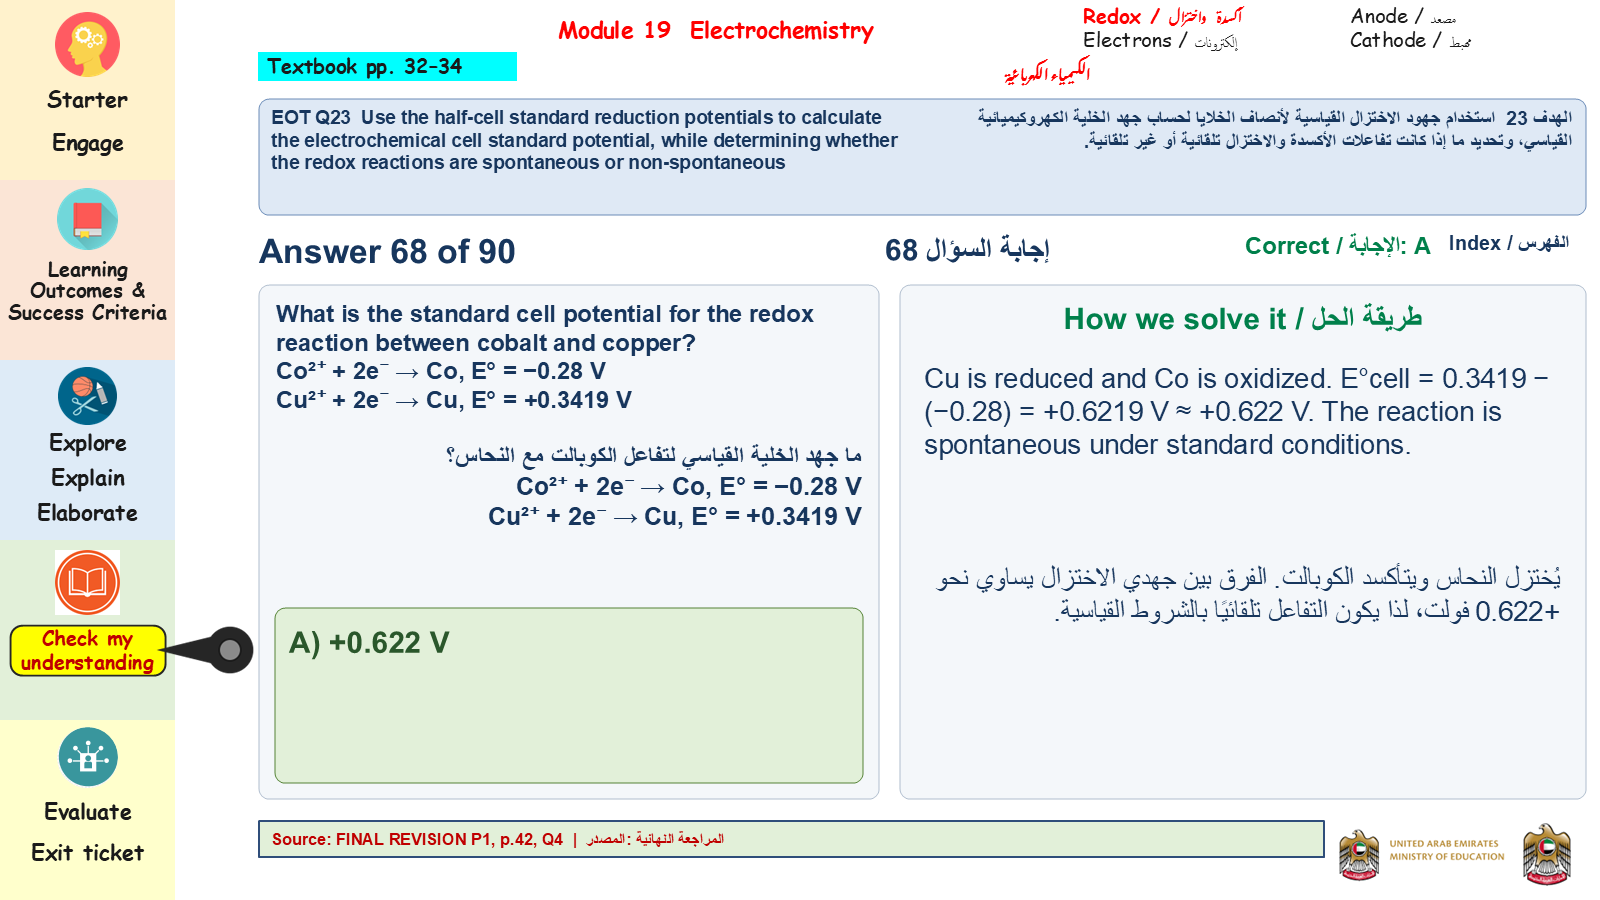 Starter
Engage
Learning
Outcomes &
Success Criteria
Explore
Explain
Elaborate
Check my
understanding
Evaluate
Exit ticket
Module 19 Electrochemistry
Redox / أكسدة واختزال
Electrons / إلكترونات
Anode / مصعد
Cathode / مهبط
الكيمياء الكهربائية
Textbook pp. 32–34
EOT Q23 Use the half-cell standard reduction potentials to calculate
the electrochemical cell standard potential, while determining whether
the redox reactions are spontaneous or non-spontaneous
الهدف 23 استخدام جهود الاختزال القياسية لأنصاف الخلايا لحساب جهد الخلية الكهروكيميائية
القياسي، وتحديد ما إذا كانت تفاعلات الأكسدة والاختزال تلقائية أو غير تلقائية.
Answer 68 of 90
إجابة السؤال 68
Correct / الإجابة: A
Index / الفهرس
What is the standard cell potential for the redox
reaction between cobalt and copper?
Co²⁺ + 2e⁻ → Co, E° = −0.28 V
Cu²⁺ + 2e⁻ → Cu, E° = +0.3419 V
ما جهد الخلية القياسي لتفاعل الكوبالت مع النحاس؟
Co²⁺ + 2e⁻ → Co, E° = −0.28 V
Cu²⁺ + 2e⁻ → Cu, E° = +0.3419 V
A) +0.622 V
How we solve it / طريقة الحل
Cu is reduced and Co is oxidized. E°cell = 0.3419 −
(−0.28) = +0.6219 V ≈ +0.622 V. The reaction is
spontaneous under standard conditions.
يُختزل النحاس ويتأكسد الكوبالت. الفرق بين جهدي الاختزال يساوي نحو
+0.622 فولت، لذا يكون التفاعل تلقائيًا بالشروط القياسية.
Source: FINAL REVISION P1, p.42, Q4 | المصدر: المراجعة النهائية
UNITED ARAB EMIRATES
MINISTRY OF EDUCATION